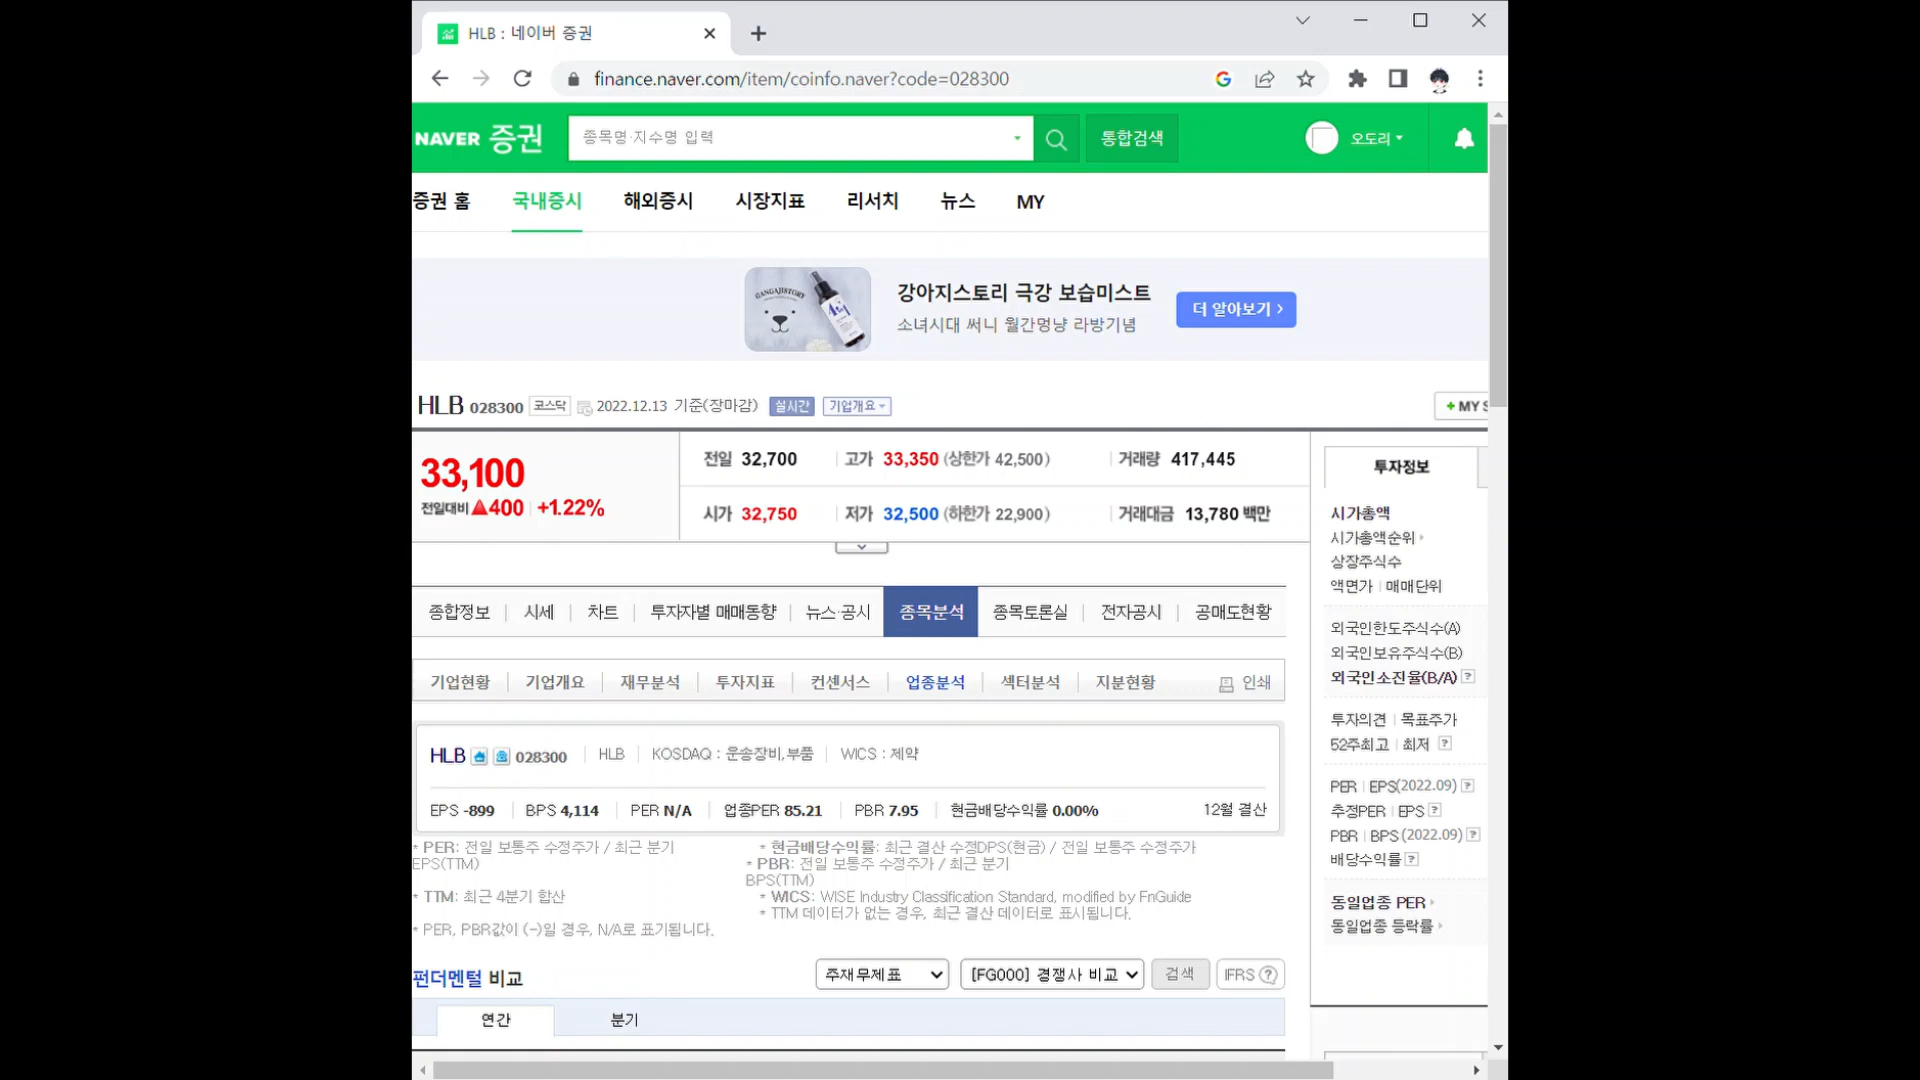 HLB : 네이버 증권
finance.naver.com/item/coinfo.naver?code=028300
NAVER 증권
종목명·지수명 입력
통합검색
오도리
증권 홈 국내증시 해외증시 시장지표 리서치 뉴스 MY
GANGAJISTORY
강아지스토리 극강 보습미스트
소녀시대 써니 월간멍냥 라방기념
더 알아보기 >
HLB 028300 코스닥 2022.12.13 기준(장마감) 실시간 기업개요
+ MY S
33,100
전일대비 ▲400 +1.22%
전일 32,700 고가 33,350 (상한가 42,500) 거래량 417,445
시가 32,750 저가 32,500 (하한가 22,900) 거래대금 13,780 백만
종합정보 시세 차트 투자자별 매매동향 뉴스·공시 종목분석 종목토론실 전자공시 공매도현황
기업현황 기업개요 재무분석 투자지표 컨센서스 업종분석 섹터분석 지분현황 인쇄
HLB 028300 HLB KOSDAQ : 운송장비,부품 WICS : 제약
EPS -899 BPS 4,114 PER N/A 업종PER 85.21 PBR 7.95 현금배당수익률 0.00% 12월 결산
* PER: 전일 보통주 수정주가 / 최근 분기 EPS(TTM)
* TTM: 최근 4분기 합산
* PER, PBR값이 (-)일 경우, N/A로 표기됩니다.
* 현금배당수익률: 최근 결산 수정DPS(현금) / 전일 보통주 수정주가
* PBR: 전일 보통주 수정주가 / 최근 분기
BPS(TTM)
* WICS: WISE Industry Classification Standard, modified by FnGuide
* TTM 데이터가 없는 경우, 최근 결산 데이터로 표시됩니다.
펀더멘털 비교
주재무제표 [FG000] 경쟁사 비교 검색 IFRS ?
연간 분기
투자정보
시가총액
시가총액순위
상장주식수
액면가 매매단위
외국인한도주식수(A)
외국인보유주식수(B)
외국인소진율(B/A) ?
투자의견 목표주가
52주최고 최저 ?
PER EPS(2022.09) ?
추정PER EPS ?
PBR BPS(2022.09) ?
배당수익률 ?
동일업종 PER
동일업종 등락률